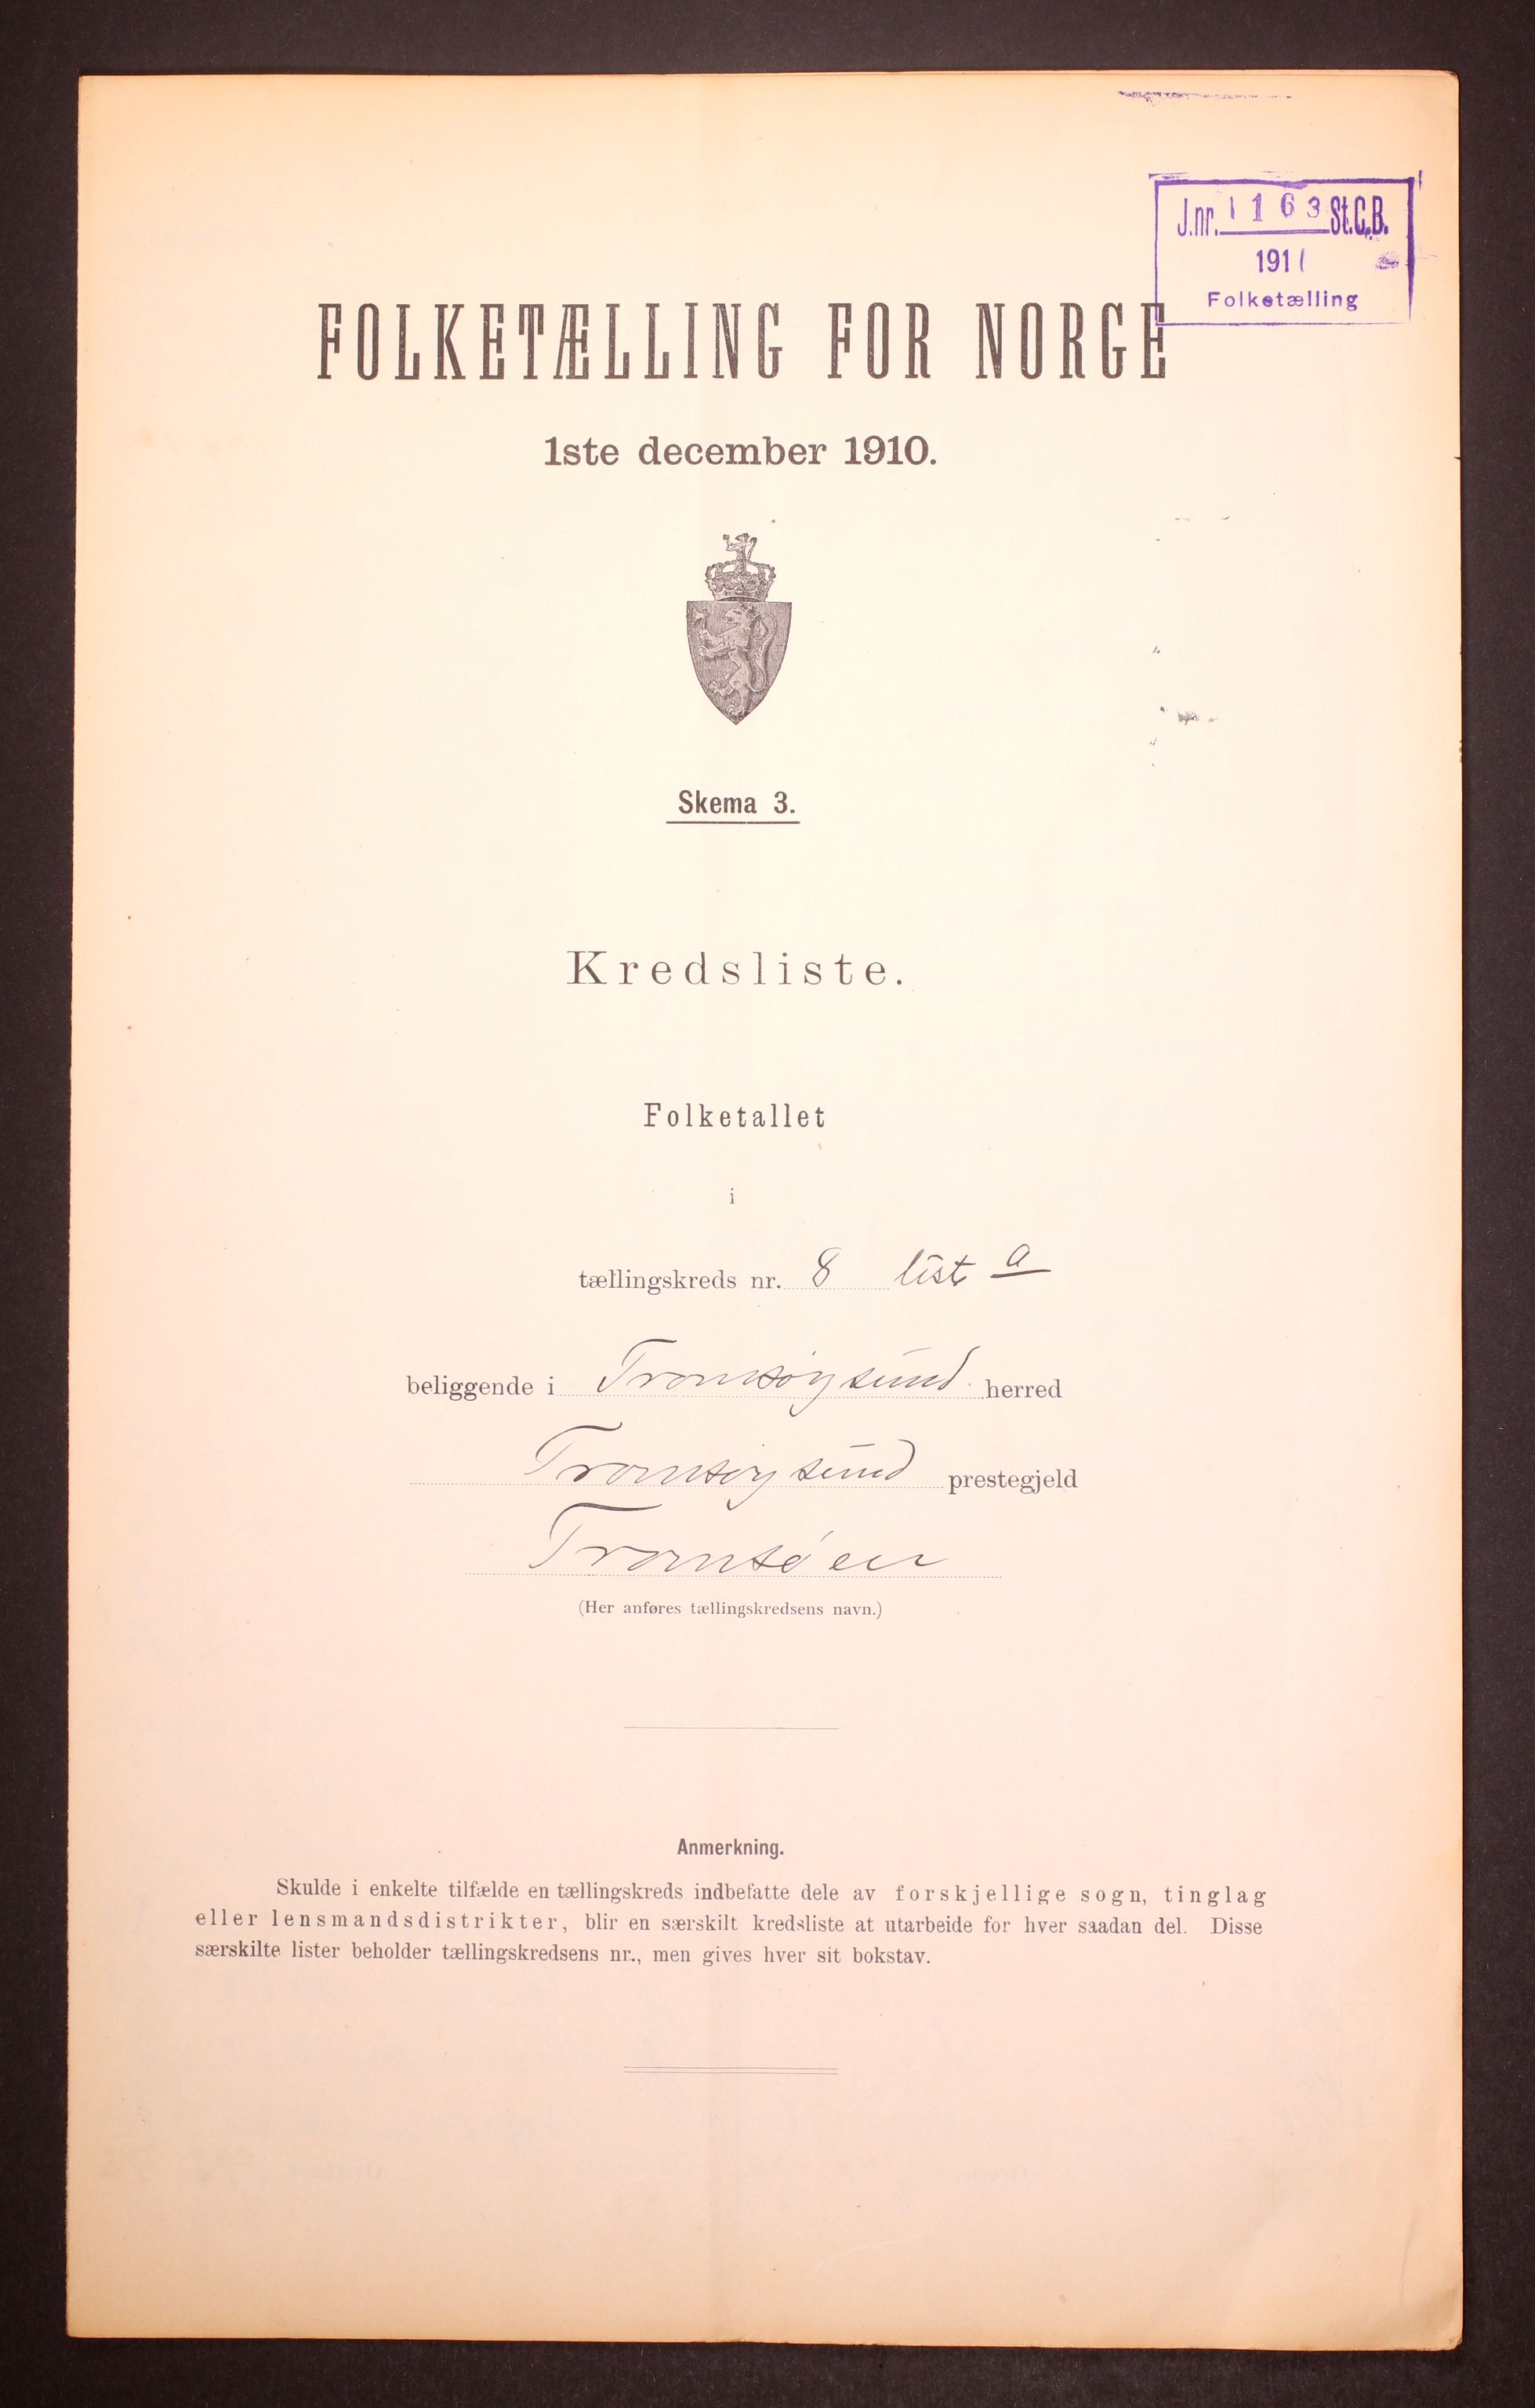 J.nr. 1163 St.C.B.
1911
Folketælling
FOLKETÆLLING FOR NORGE
1ste december 1910.
Skema 3.
Kredsliste.
Folketallet
i
tællingskreds nr. 8 liste a
beliggende i Tromsøysund herred
Tromsøysund prestegjeld
Tromsøen
(Her anføres tællingskredsens navn.)
Anmerkning.
Skulde i enkelte tilfælde en tællingskreds indbefatte dele av forskjellige sogn, tinglag
eller lensmandsdistrikter, blir en særskilt kredsliste at utarbeide for hver saadan del. Disse
særskilte lister beholder tællingskredsens nr., men gives hver sit bokstav.